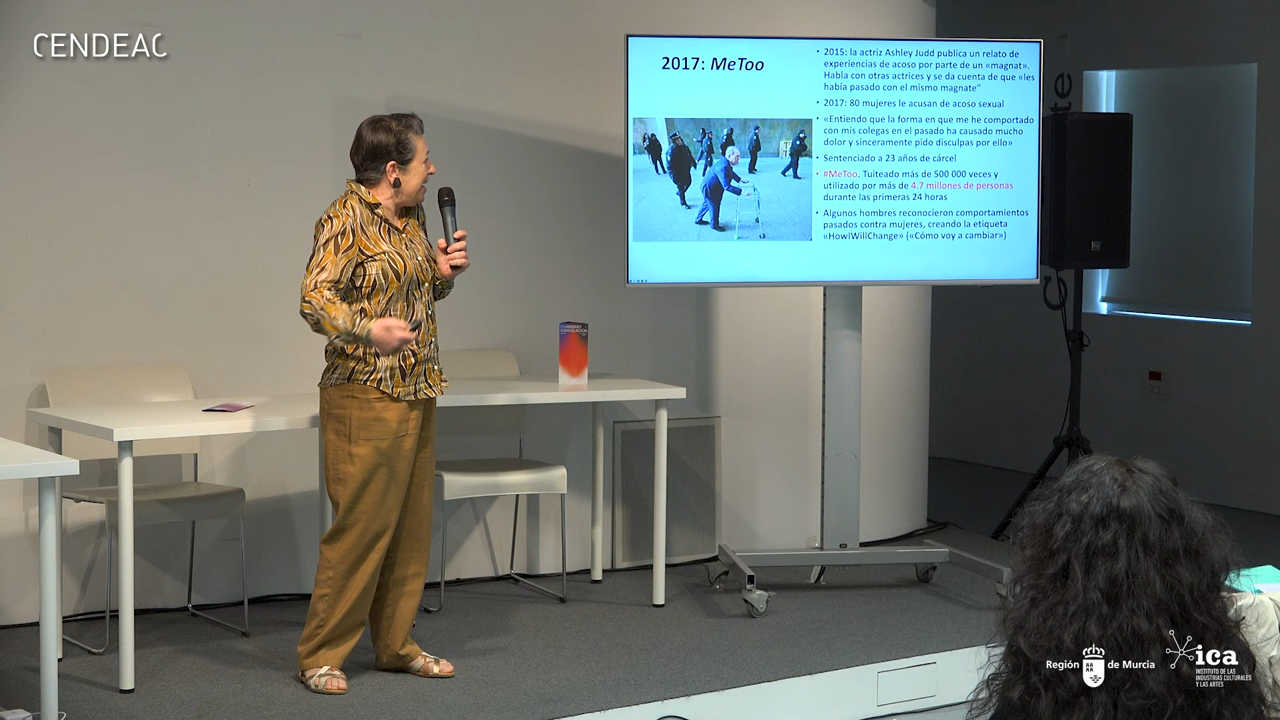 CENDEAC
2017: MeToo
• 2015: la actriz Ashley Judd publica un relato de
experiencias de acoso por parte de un «magnat».
Habla con otras actrices y se da cuenta de que «les
había pasado con el mismo magnate”
• 2017: 80 mujeres le acusan de acoso sexual
• «Entiendo que la forma en que me he comportado
con mis colegas en el pasado ha causado mucho
dolor y sinceramente pido disculpas por ello»
• Sentenciado a 23 años de cárcel
• #MeToo. Tuiteado más de 500 000 veces y
utilizado por más de 4.7 millones de personas
durante las primeras 24 horas
• Algunos hombres reconocieron comportamientos
pasados contra mujeres, creando la etiqueta
«HowIWillChange» («Cómo voy a cambiar»)
Región de Murcia
ica
INSTITUTO DE LAS
INDUSTRIAS CULTURALES
Y LAS ARTES